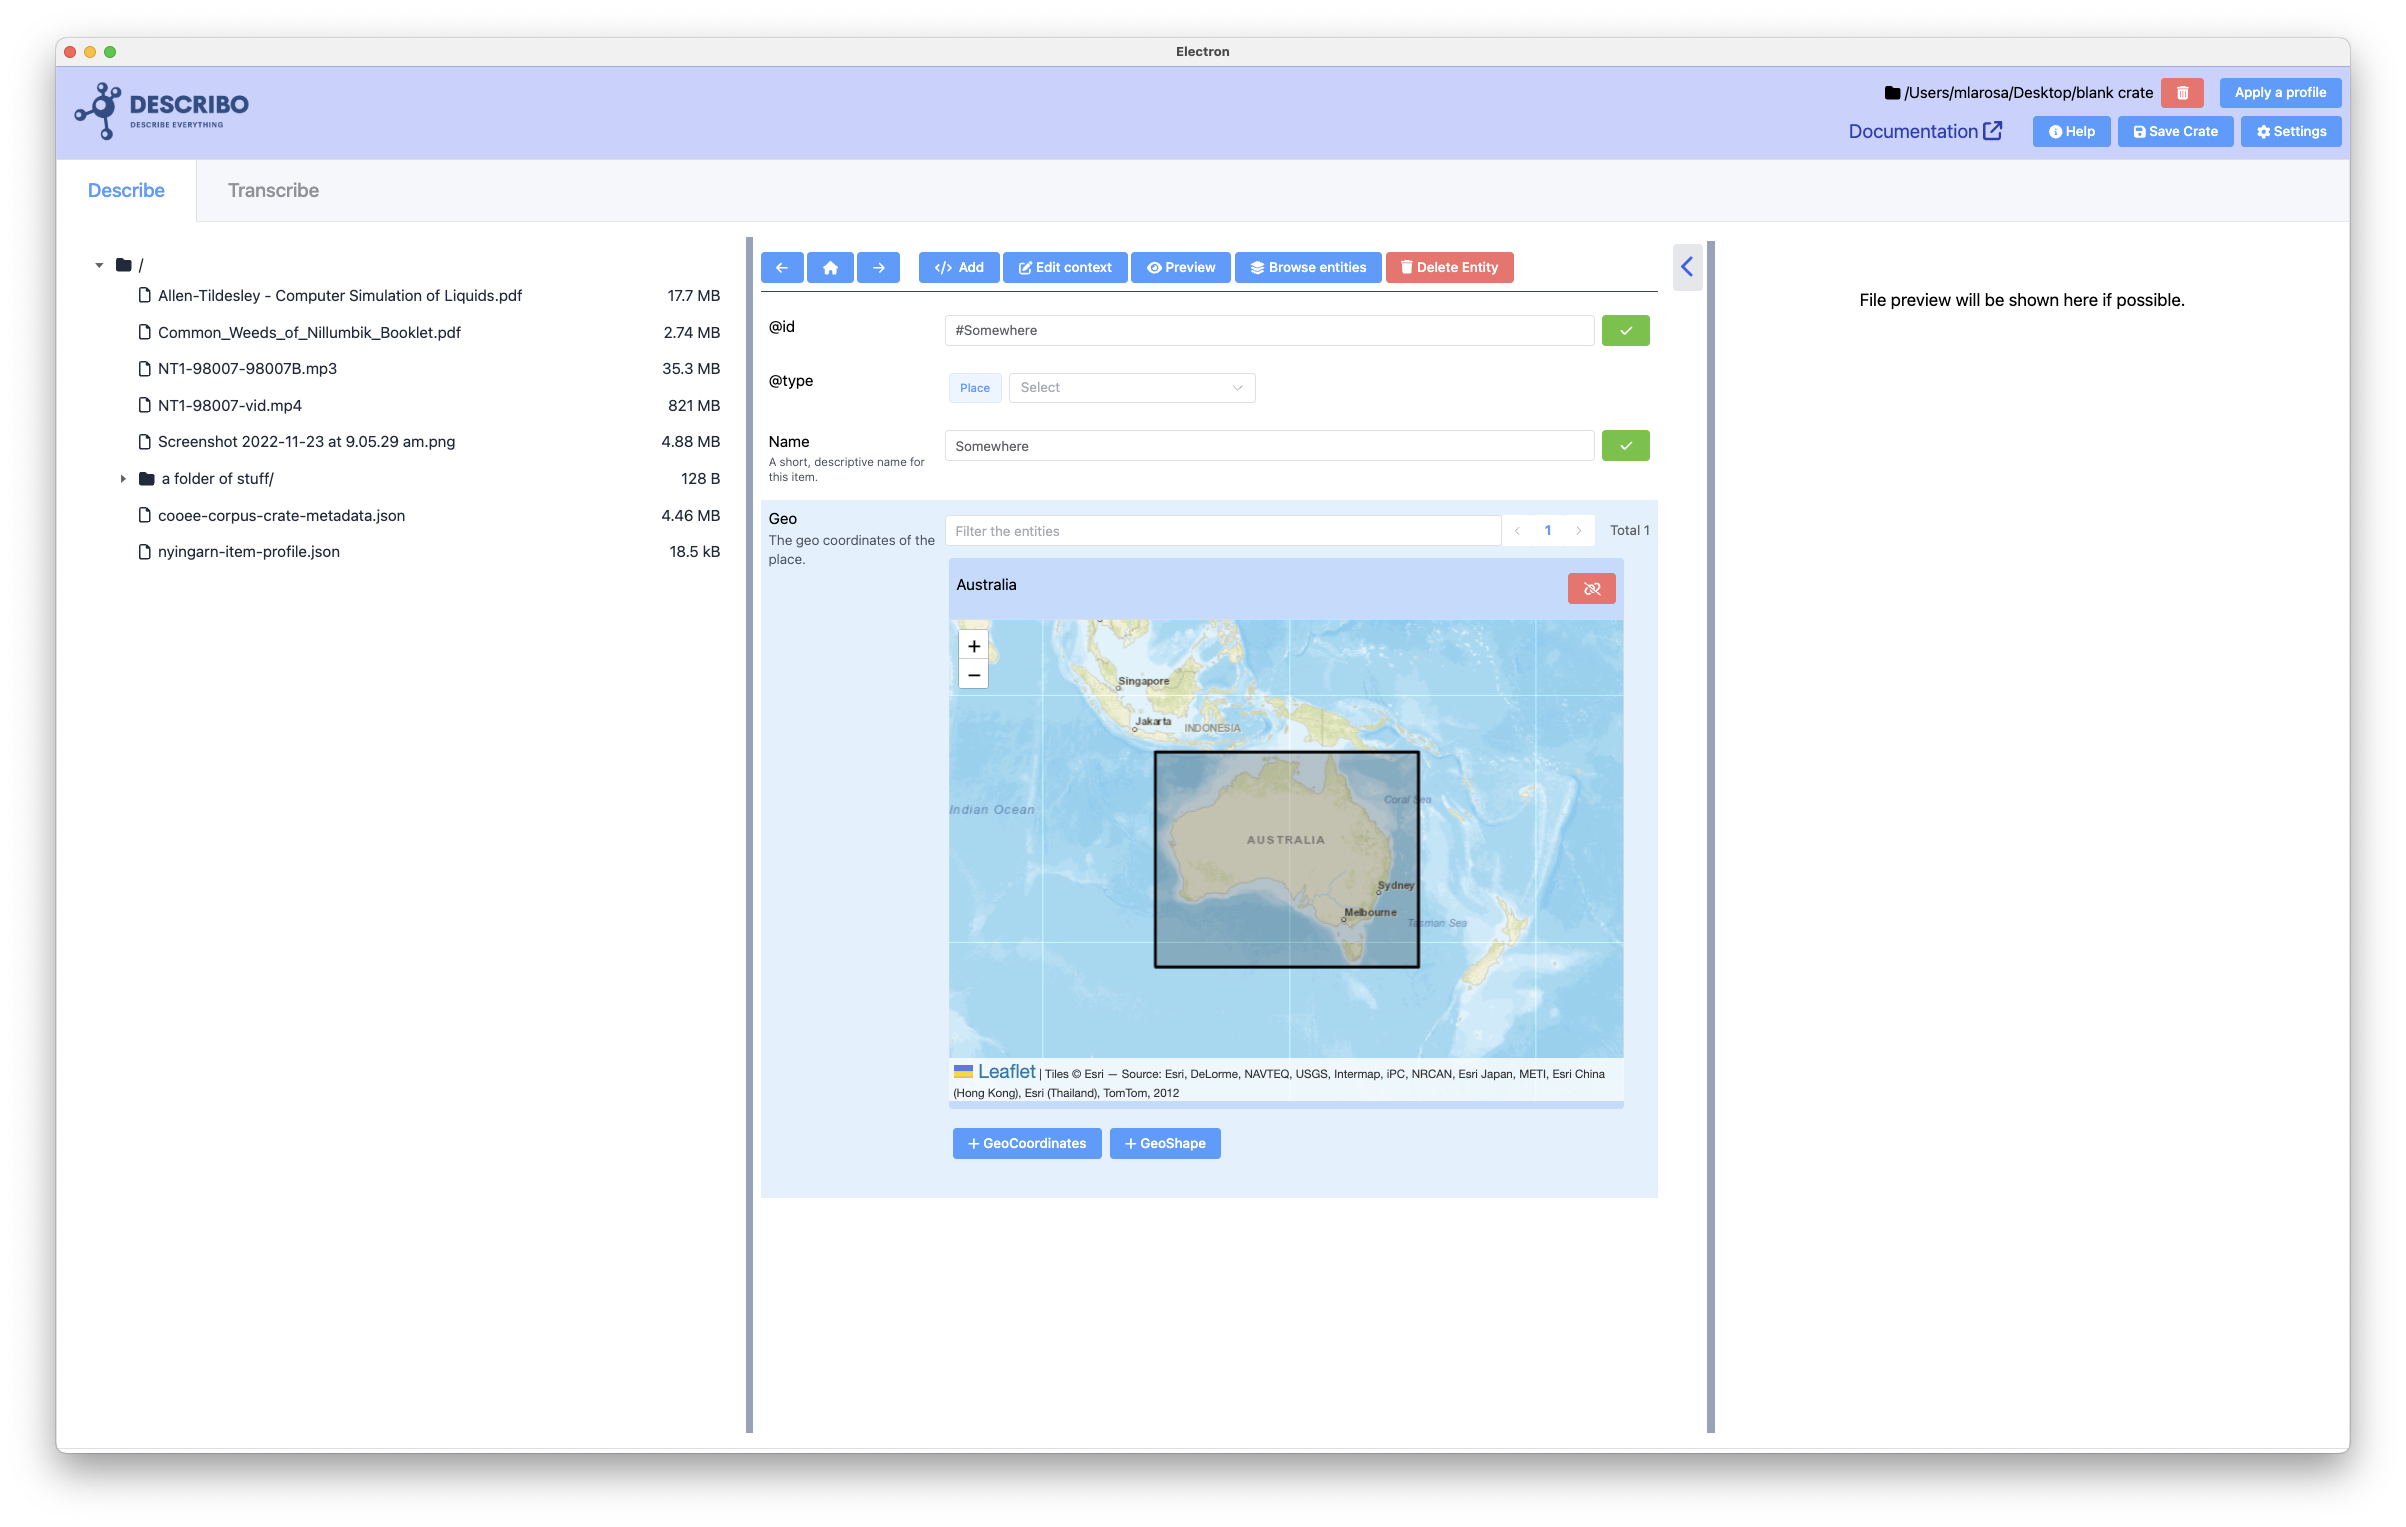 Electron
DESCRIBO
DESCRIBE EVERYTHING
/Users/mlarosa/Desktop/blank crate
Apply a profile
Documentation
Help
Save Crate
Settings
Describe
Transcribe
/
Allen-Tildesley - Computer Simulation of Liquids.pdf 17.7 MB
Common_Weeds_of_Nillumbik_Booklet.pdf 2.74 MB
NT1-98007-98007B.mp3 35.3 MB
NT1-98007-vid.mp4 821 MB
Screenshot 2022-11-23 at 9.05.29 am.png 4.88 MB
a folder of stuff/ 128 B
cooee-corpus-crate-metadata.json 4.46 MB
nyingarn-item-profile.json 18.5 kB
</> Add
Edit context
Preview
Browse entities
Delete Entity
@id
#Somewhere
@type
Place
Select
Name
A short, descriptive name for
this item.
Somewhere
Geo
The geo coordinates of the
place.
Filter the entities
1
Total 1
Australia
+
−
Singapore
Jakarta
INDONESIA
Indian Ocean
Coral Sea
AUSTRALIA
Sydney
Melbourne
Tasman Sea
Leaflet | Tiles © Esri — Source: Esri, DeLorme, NAVTEQ, USGS, Intermap, iPC, NRCAN, Esri Japan, METI, Esri China
(Hong Kong), Esri (Thailand), TomTom, 2012
+ GeoCoordinates
+ GeoShape
File preview will be shown here if possible.